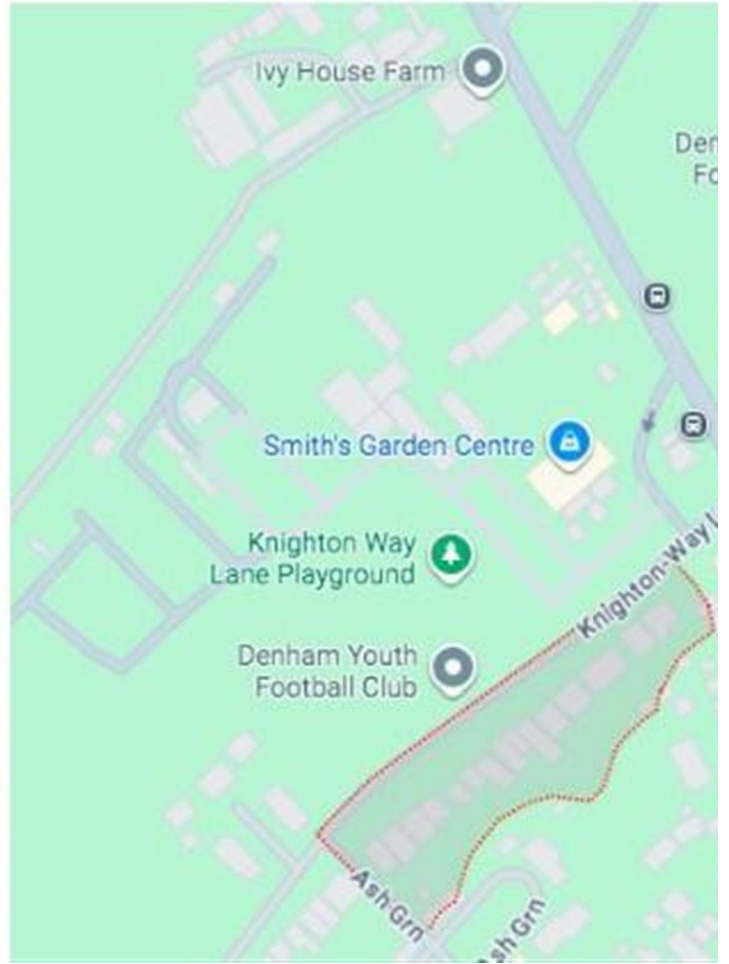 Ivy House Farm
Smith's Garden Centre
Knighton Way
Lane Playground
Knighton-Way
Denham Youth
Football Club
Ash Grn
Ash Grn